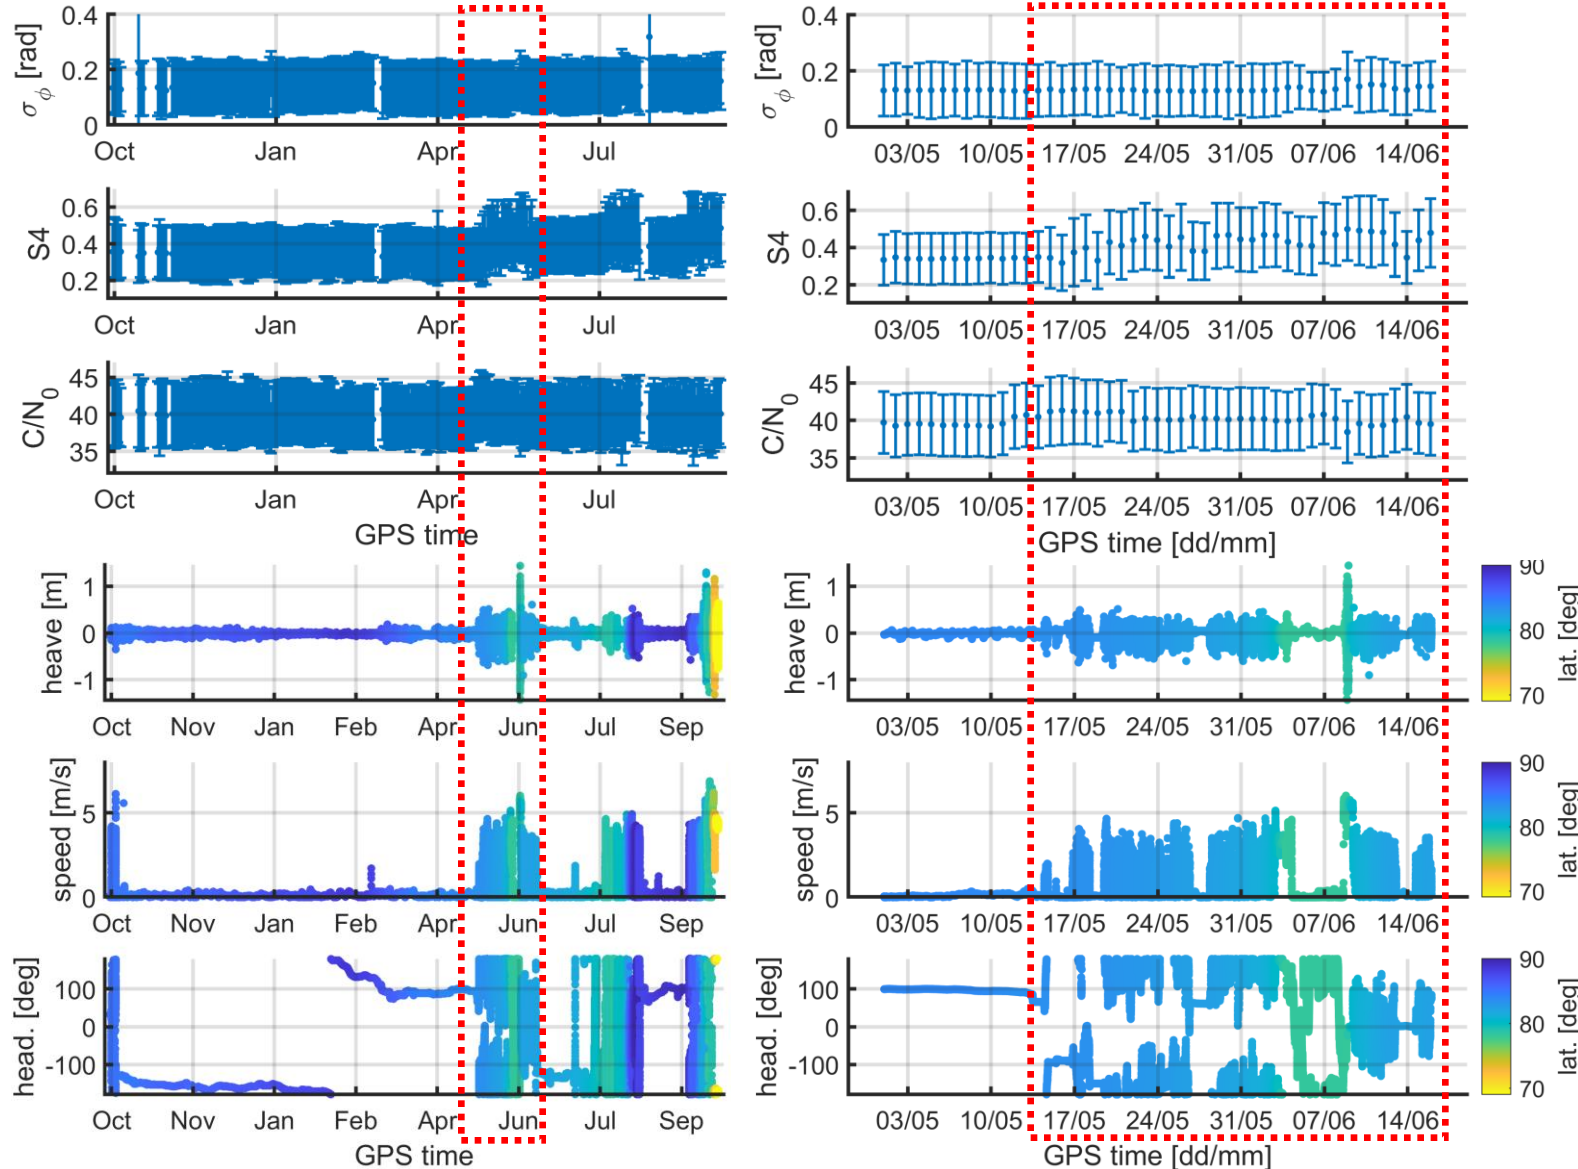 σϕ [rad]
0.4
0.2
0
Oct Jan Apr Jul
σϕ [rad]
0.4
0.2
0
03/05 10/05 17/05 24/05 31/05 07/06 14/06
S4
0.6
0.4
0.2
Oct Jan Apr Jul
S4
0.6
0.4
0.2
03/05 10/05 17/05 24/05 31/05 07/06 14/06
C/N0
45
40
35
Oct Jan Apr Jul
GPS time
C/N0
45
40
35
03/05 10/05 17/05 24/05 31/05 07/06 14/06
GPS time [dd/mm]
heave [m]
1
0
-1
Oct Nov Jan Feb Apr Jun Jul Sep
heave [m]
1
0
-1
03/05 10/05 17/05 24/05 31/05 07/06 14/06
90
80
70
lat. [deg]
speed [m/s]
5
0
Oct Nov Jan Feb Apr Jun Jul Sep
speed [m/s]
5
0
03/05 10/05 17/05 24/05 31/05 07/06 14/06
90
80
70
lat. [deg]
head. [deg]
100
0
-100
Oct Nov Jan Feb Apr Jun Jul Sep
GPS time
head. [deg]
100
0
-100
03/05 10/05 17/05 24/05 31/05 07/06 14/06
GPS time [dd/mm]
90
80
70
lat. [deg]